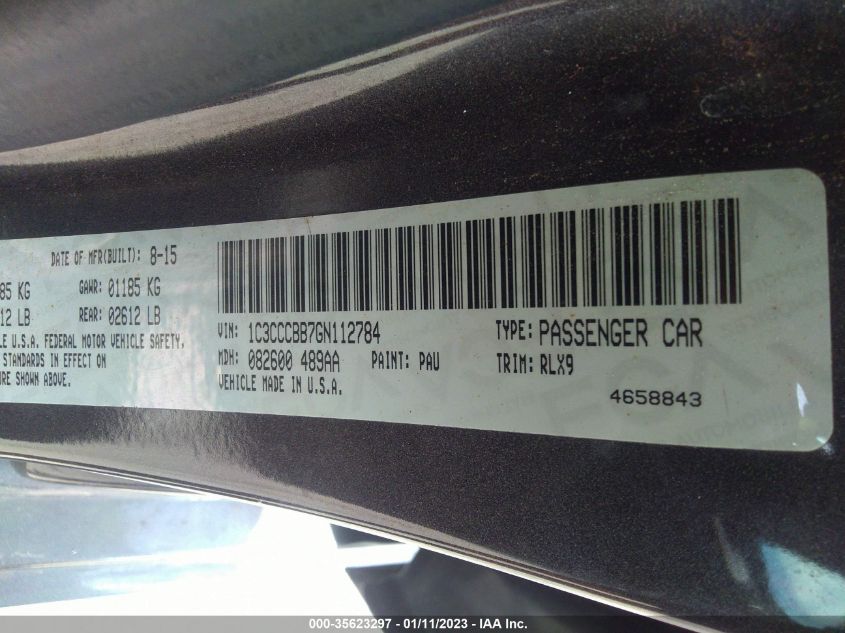 DATE OF MFR(BUILT): 8-15
85 KG GAWR: 01185 KG
12 LB REAR: 02612 LB
LE U.S.A. FEDERAL MOTOR VEHICLE SAFETY,
STANDARDS IN EFFECT ON
URE SHOWN ABOVE.
VIN: 1C3CCCBB7GN112784 TYPE: PASSENGER CAR
MDH: 082600 489AA PAINT: PAU TRIM: RLX9
VEHICLE MADE IN U.S.A.
4658843
000-35623297 - 01/11/2023 - © IAA Inc.